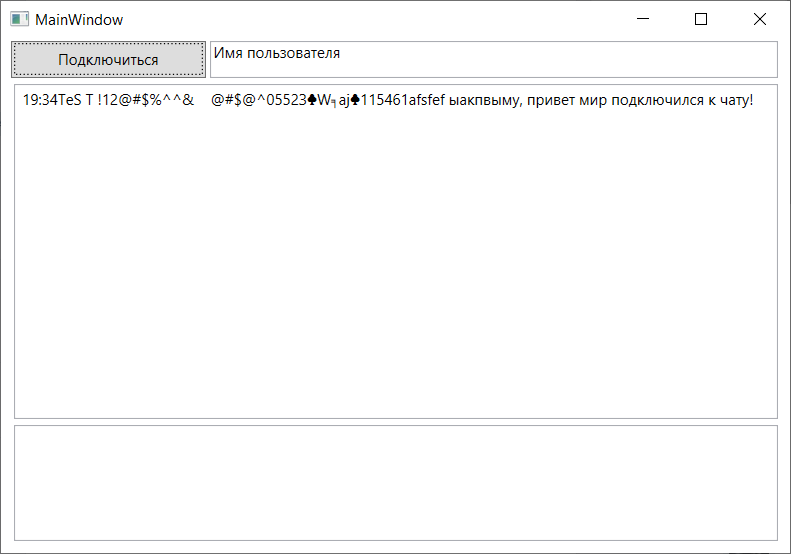 MainWindow
Подключиться
Имя пользователя
19:34TeS T !12@#$%^^& @#$@^05523♣W╕aj♣115461afsfef ыакпвыму, привет мир подключился к чату!